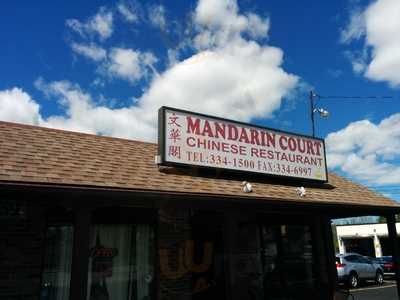 文華閣
MANDARIN COURT
CHINESE RESTAURANT
TEL:334-1500 FAX:334-6997